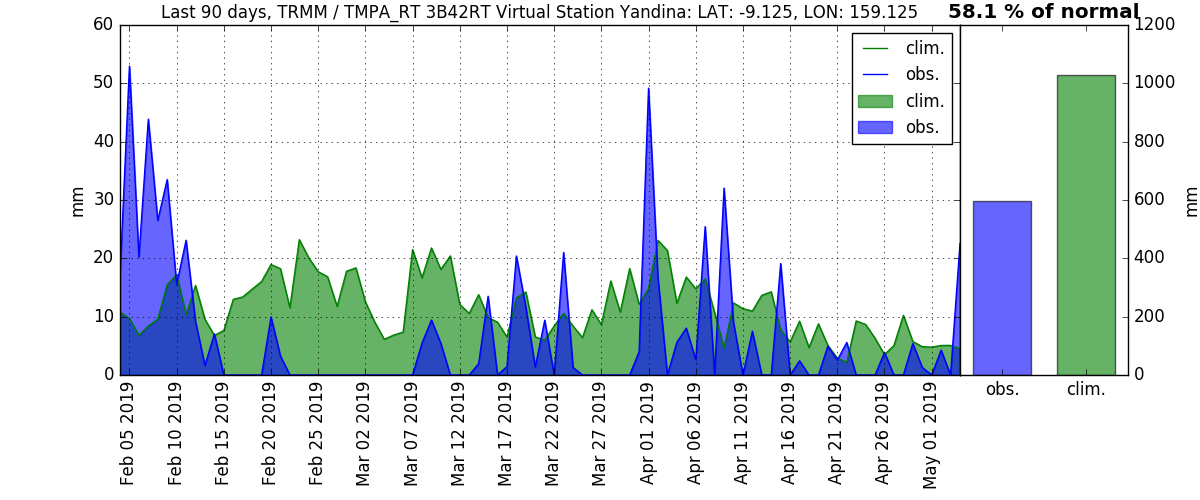 Last 90 days, TRMM / TMPA_RT 3B42RT Virtual Station Yandina: LAT: -9.125, LON: 159.125
58.1 % of normal
60
50
40
30
20
10
0
mm
clim.
obs.
clim.
obs.
Feb 05 2019
Feb 10 2019
Feb 15 2019
Feb 20 2019
Feb 25 2019
Mar 02 2019
Mar 07 2019
Mar 12 2019
Mar 17 2019
Mar 22 2019
Mar 27 2019
Apr 01 2019
Apr 06 2019
Apr 11 2019
Apr 16 2019
Apr 21 2019
Apr 26 2019
May 01 2019
1200
1000
800
600
400
200
0
mm
obs.
clim.